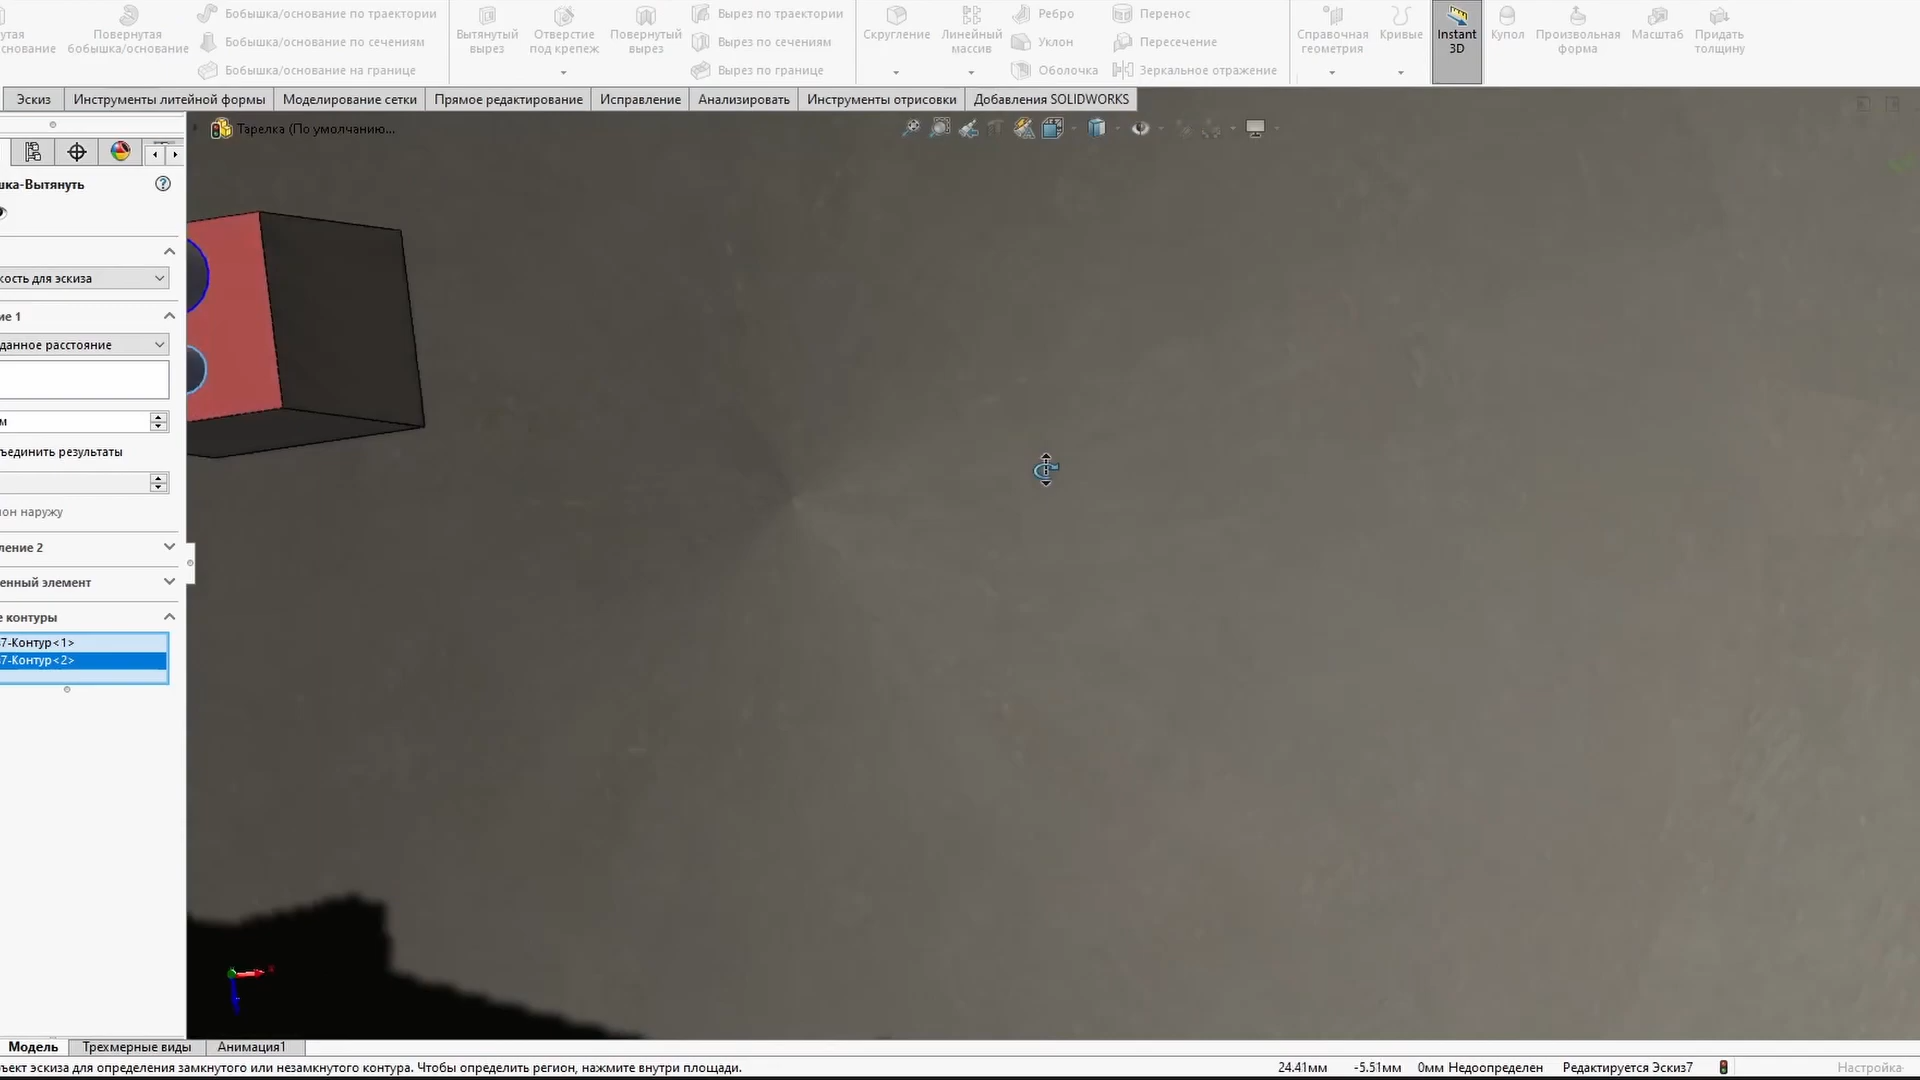 утая
снование
Повернутая
бобышка/основание
Бобышка/основание по траектории
Бобышка/основание по сечениям
Бобышка/основание на границе
Вытянутый
вырез
Отверстие
под крепеж
Повернутый
вырез
Вырез по траектории
Вырез по сечениям
Вырез по границе
Скругление
Линейный
массив
Ребро
Уклон
Оболочка
Перенос
Пересечение
Зеркальное отражение
Справочная
геометрия
Кривые
Instant
3D
Купол
Произвольная
форма
Масштаб
Придать
толщину
Эскиз
Инструменты литейной формы
Моделирование сетки
Прямое редактирование
Исправление
Анализировать
Инструменты отрисовки
Добавления SOLIDWORKS
Тарелка (По умолчанию...
шка-Вытянуть
кость для эскиза
ие 1
данное расстояние
м
ъединить результаты
он наружу
ление 2
енный элемент
е контуры
7-Контур<1>
7-Контур<2>
Модель
Трехмерные виды
Анимация1
ъект эскиза для определения замкнутого или незамкнутого контура. Чтобы определить регион, нажмите внутри площади.
24.41мм
-5.51мм
0мм Недоопределен
Редактируется Эскиз7
Настройка